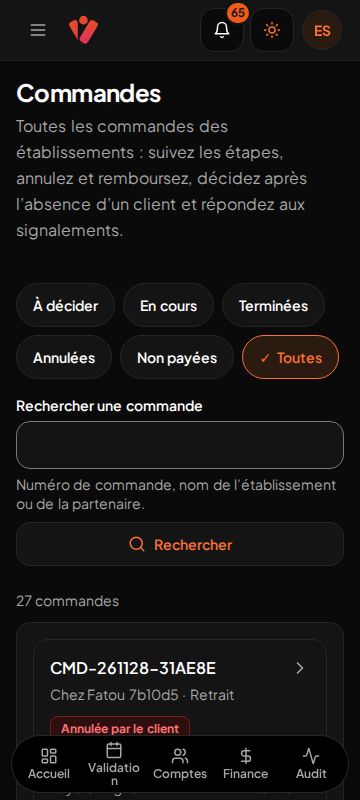 65
ES
Commandes
Toutes les commandes des
établissements : suivez les étapes,
annulez et remboursez, décidez après
l’absence d’un client et répondez aux
signalements.
À décider
En cours
Terminées
Annulées
Non payées
✓ Toutes
Rechercher une commande
Numéro de commande, nom de l’établissement
ou de la partenaire.
Rechercher
27 commandes
CMD-261128-31AE8E
Chez Fatou 7b10d5 · Retrait
Annulée par le client
Accueil
Validatio
n
Comptes
Finance
Audit